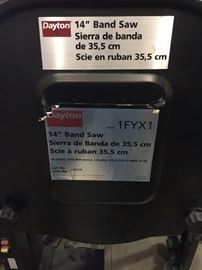 Dayton
14" Band Saw
Sierra de banda
de 35,5 cm
Scie en ruban 35,5 cm
Dayton
1FYX1
14" Band Saw
Sierra de Banda de 35,5 cm
Scie à ruban 35,5 cm